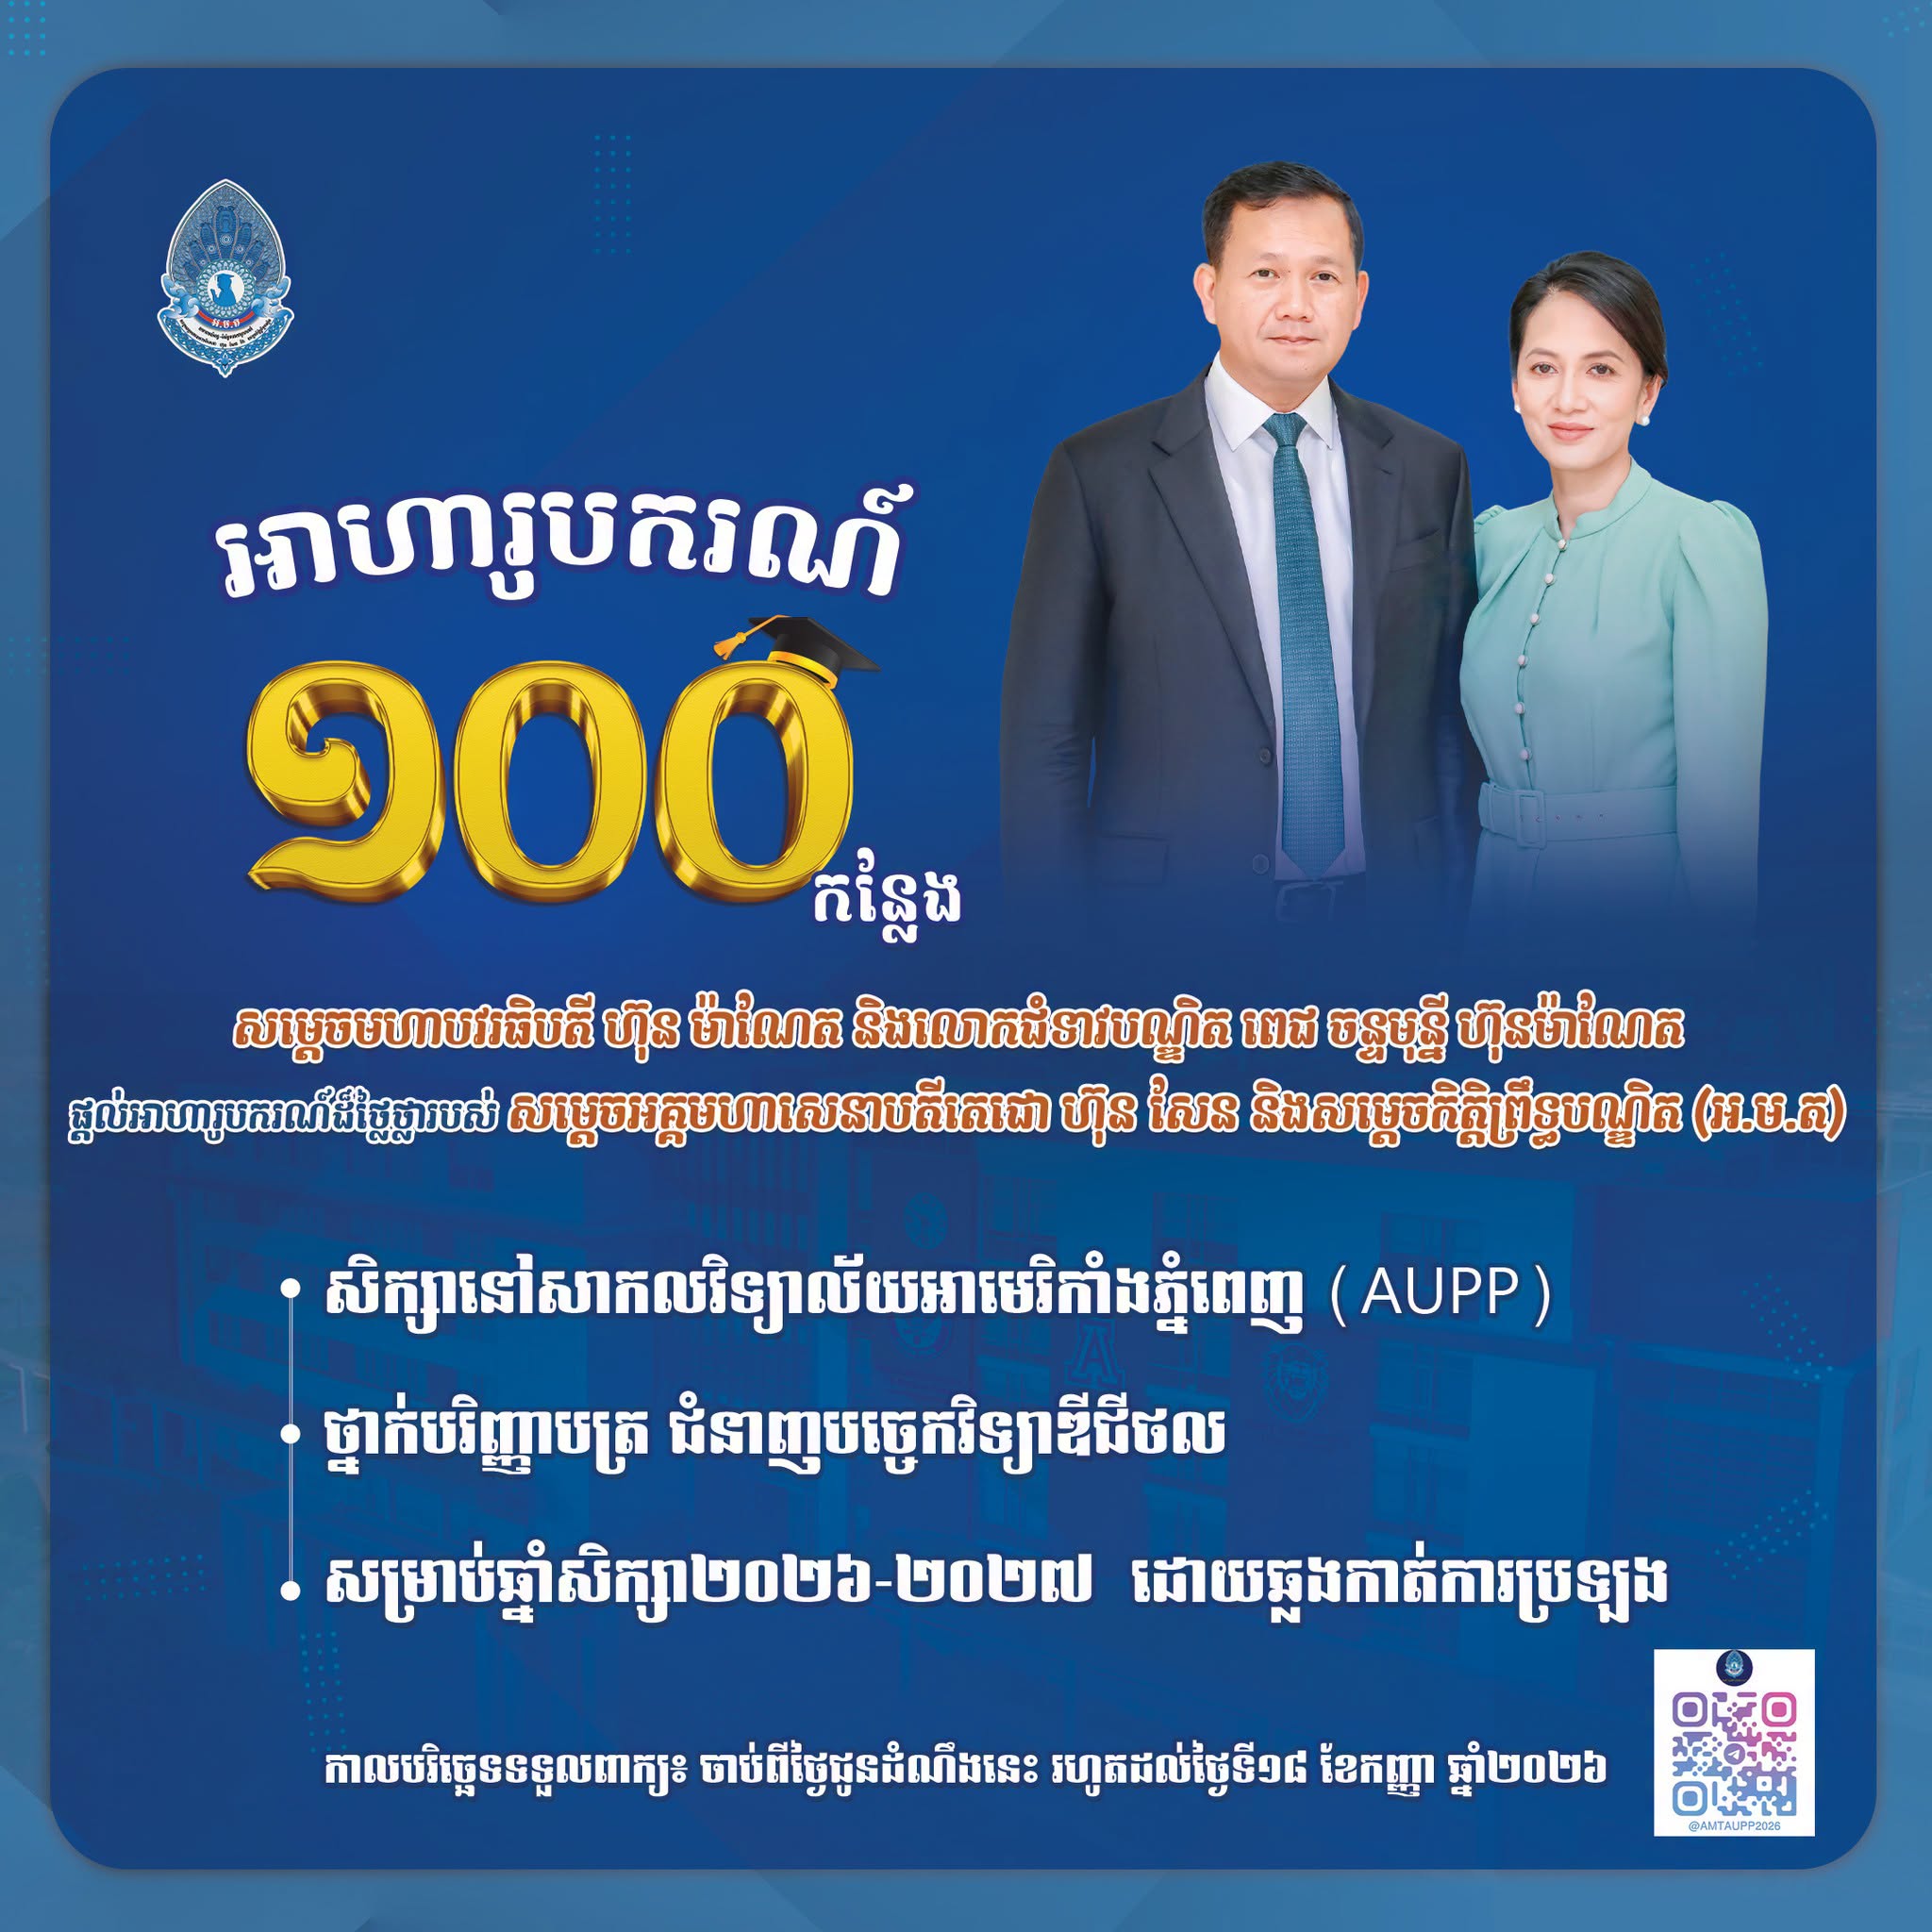 អ.ម.ត
អាហារូបករណ៍
១០០
កន្លែង
សម្តេចមហាបវរធិបតី ហ៊ុន ម៉ាណែត និងលោកជំទាវបណ្ឌិត ពេជ ចន្ទមុន្នី ហ៊ុនម៉ាណែត
ផ្តល់អាហារូបករណ៍ដ៏ថ្លៃថ្លារបស់ សម្តេចអគ្គមហាសេនាបតីតេជោ ហ៊ុន សែន និងសម្តេចកិត្តិព្រឹទ្ធបណ្ឌិត (អ.ម.ត)
សិក្សានៅសាកលវិទ្យាល័យអាមេរិកាំងភ្នំពេញ (AUPP)
ថ្នាក់បរិញ្ញាបត្រ ជំនាញបច្ចេកវិទ្យាឌីជីថល
សម្រាប់ឆ្នាំសិក្សា២០២៦-២០២៧ ដោយឆ្លងកាត់ការប្រឡង
កាលបរិច្ឆេទទទួលពាក្យ៖ ចាប់ពីថ្ងៃជូនដំណឹងនេះ រហូតដល់ថ្ងៃទី១៨ ខែកញ្ញា ឆ្នាំ២០២៦
@AMTAUPP2026